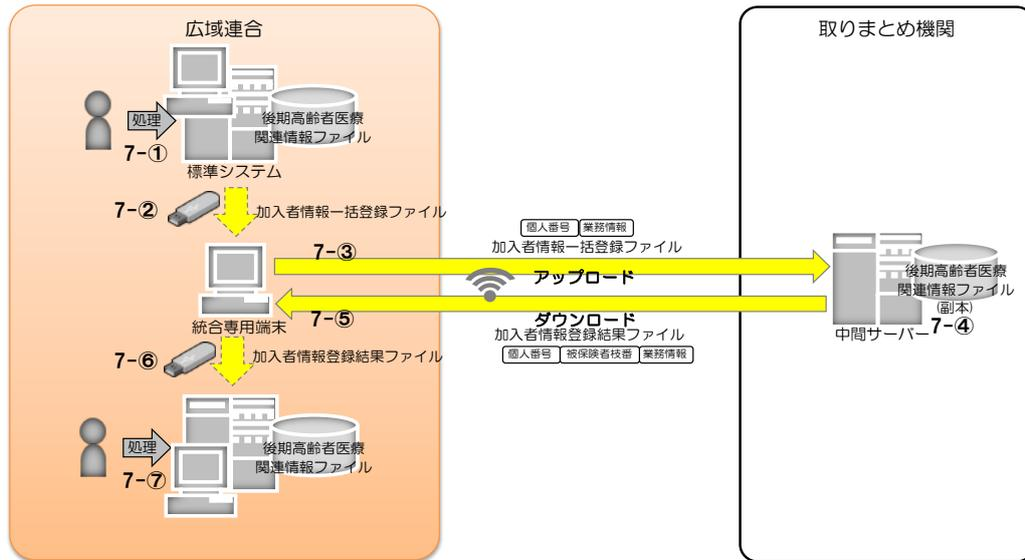 広域連合
取りまとめ機関
処理
7-①
後期高齢者医療
関連情報ファイル
標準システム
7-②
加入者情報一括登録ファイル
個人番号 業務情報
加入者情報一括登録ファイル
7-③
アップロード
後期高齢者医療
関連情報ファイル
(副本)
中間サーバー
7-④
統合専用端末
7-⑤
ダウンロード
加入者情報登録結果ファイル
個人番号 被保険者枝番 業務情報
7-⑥
加入者情報登録結果ファイル
処理
7-⑦
後期高齢者医療
関連情報ファイル